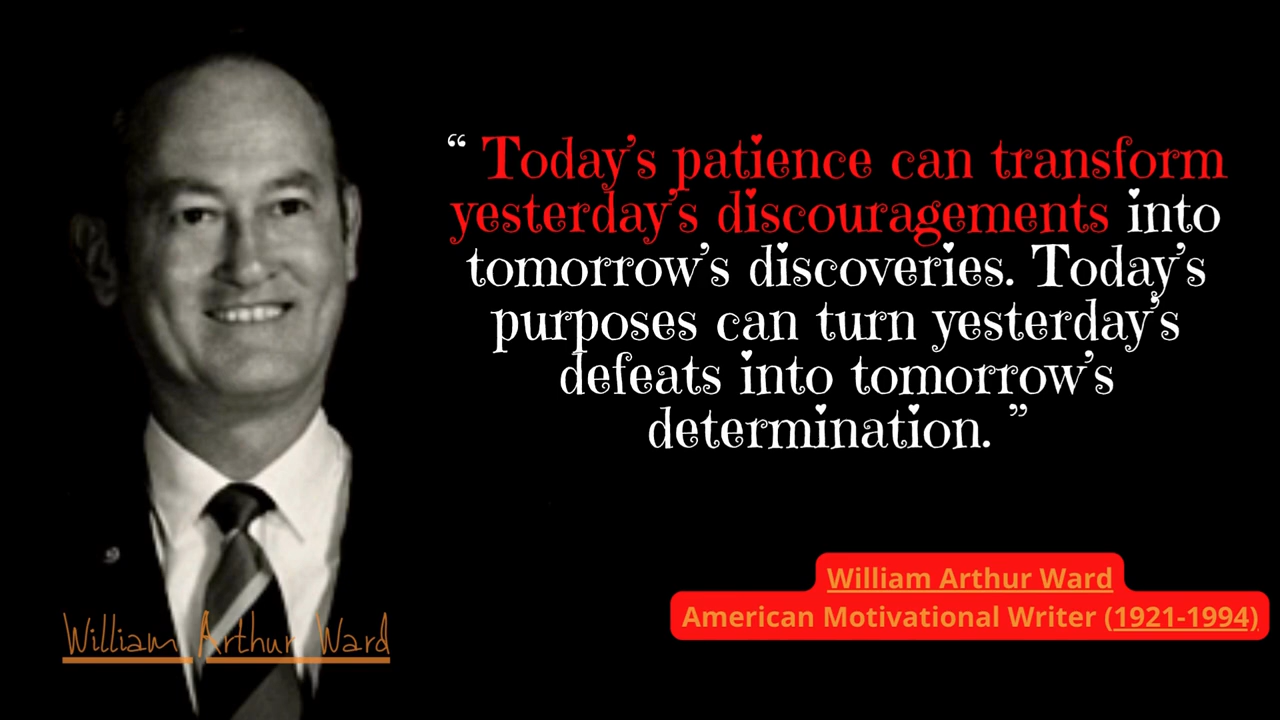 “ Today’s patience can transform
yesterday’s discouragements into
tomorrow’s discoveries. Today’s
purposes can turn yesterday’s
defeats into tomorrow’s
determination. ”
William Arthur Ward
American Motivational Writer (1921-1994)
William Arthur Ward